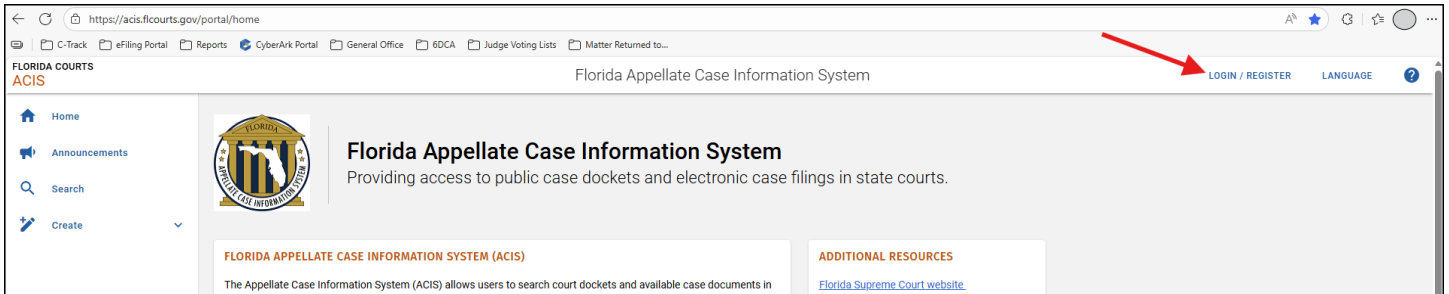 https://acis.flcourts.gov/portal/home
C-Track eFiling Portal Reports CyberArk Portal General Office 6DCA Judge Voting Lists Matter Returned to...
FLORIDA COURTS
ACIS
Florida Appellate Case Information System
LOGIN / REGISTER
LANGUAGE
?
Home
Announcements
Search
Create
FLORIDA
APPELLATE CASE INFORMATION SYSTEM
Florida Appellate Case Information System
Providing access to public case dockets and electronic case filings in state courts.
FLORIDA APPELLATE CASE INFORMATION SYSTEM (ACIS)
The Appellate Case Information System (ACIS) allows users to search court dockets and available case documents in
ADDITIONAL RESOURCES
Florida Supreme Court website